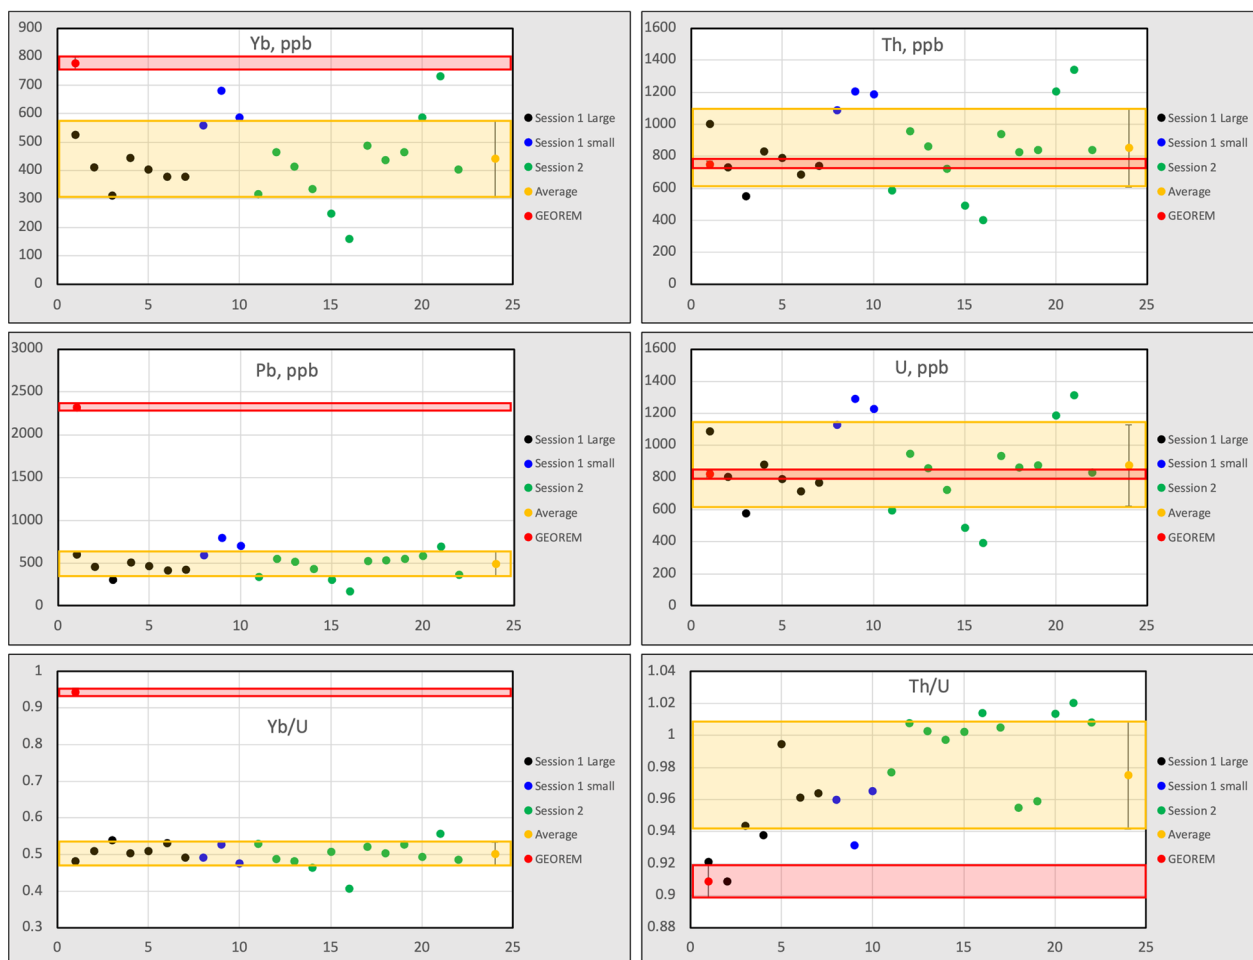 Yb, ppb
900
800
700
600
500
400
300
200
100
0
0 5 10 15 20 25
Session 1 Large
Session 1 small
Session 2
Average
GEOREM
Th, ppb
1600
1400
1200
1000
800
600
400
200
0
0 5 10 15 20 25
Session 1 Large
Session 1 small
Session 2
Average
GEOREM
Pb, ppb
3000
2500
2000
1500
1000
500
0
0 5 10 15 20 25
Session 1 Large
Session 1 small
Session 2
Average
GEOREM
U, ppb
1600
1400
1200
1000
800
600
400
200
0
0 5 10 15 20 25
Session 1 Large
Session 1 small
Session 2
Average
GEOREM
Yb/U
1
0.9
0.8
0.7
0.6
0.5
0.4
0.3
0 5 10 15 20 25
Session 1 Large
Session 1 small
Session 2
Average
GEOREM
Th/U
1.04
1.02
1
0.98
0.96
0.94
0.92
0.9
0.88
0 5 10 15 20 25
Session 1 Large
Session 1 small
Session 2
Average
GEOREM